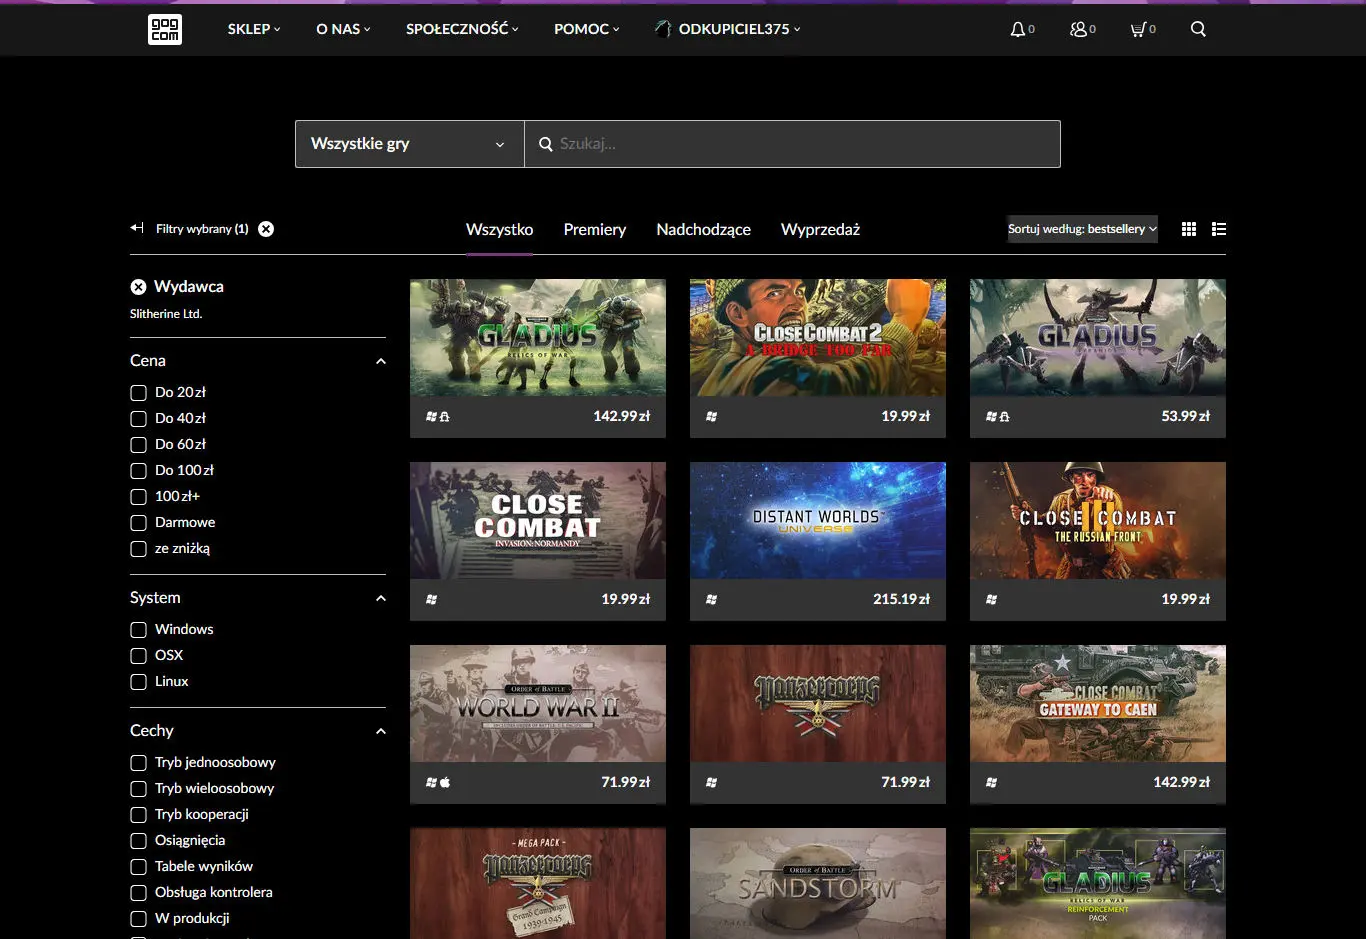 gog
com
SKLEP
O NAS
SPOŁECZNOŚĆ
POMOC
ODKUPICIEL375
0
0
0
Wszystkie gry
Szukaj...
Filtry wybrany (1)
Wszystko
Premiery
Nadchodzące
Wyprzedaż
Sortuj według: bestsellery
Wydawca
Slitherine Ltd.
Cena
Do 20 zł
Do 40 zł
Do 60 zł
Do 100 zł
100 zł+
Darmowe
ze zniżką
System
Windows
OSX
Linux
Cechy
Tryb jednoosobowy
Tryb wieloosobowy
Tryb kooperacji
Osiągnięcia
Tabele wyników
Obsługa kontrolera
W produkcji
GLADIUS
RELICS OF WAR
142.99 zł
CLOSE COMBAT 2
A BRIDGE TOO FAR
19.99 zł
GLADIUS
53.99 zł
CLOSE
COMBAT
INVASION: NORMANDY
19.99 zł
DISTANT WORLDS
UNIVERSE
215.19 zł
CLOSE III COMBAT
THE RUSSIAN FRONT
19.99 zł
ORDER of BATTLE
WORLD WAR II
71.99 zł
Panzercorps
71.99 zł
CLOSE COMBAT
GATEWAY TO CAEN
142.99 zł
- MEGA PACK -
Panzercorps
Grand Campaign
1939-1945
ORDER of BATTLE
SANDSTORM
GLADIUS
RELICS OF WAR
REINFORCEMENT
PACK